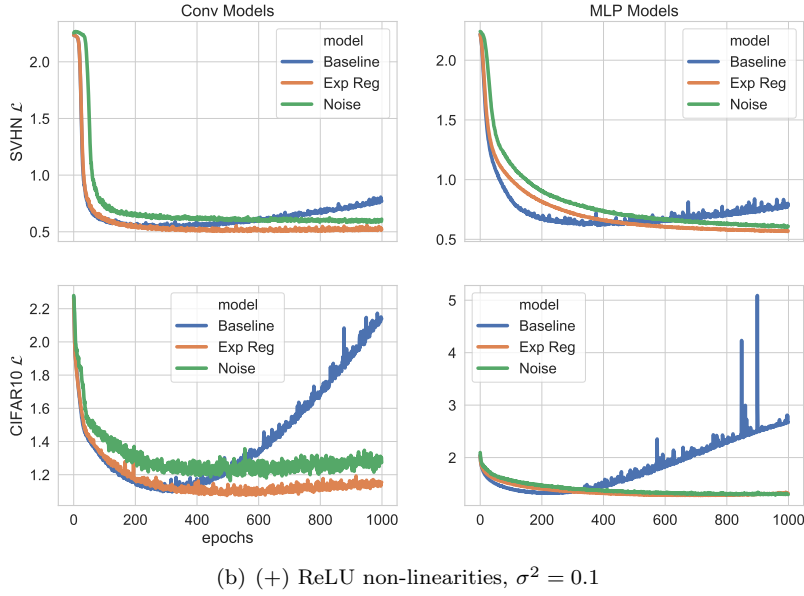 Conv Models
MLP Models
SVHN ℒ
2.0
1.5
1.0
0.5
model
Baseline
Exp Reg
Noise
2.0
1.5
1.0
0.5
model
Baseline
Exp Reg
Noise
CIFAR10 ℒ
2.2
2.0
1.8
1.6
1.4
1.2
model
Baseline
Exp Reg
Noise
0 200 400 600 800 1000
epochs
5
4
3
2
model
Baseline
Exp Reg
Noise
0 200 400 600 800 1000
(b) (+) ReLU non-linearities, σ² = 0.1